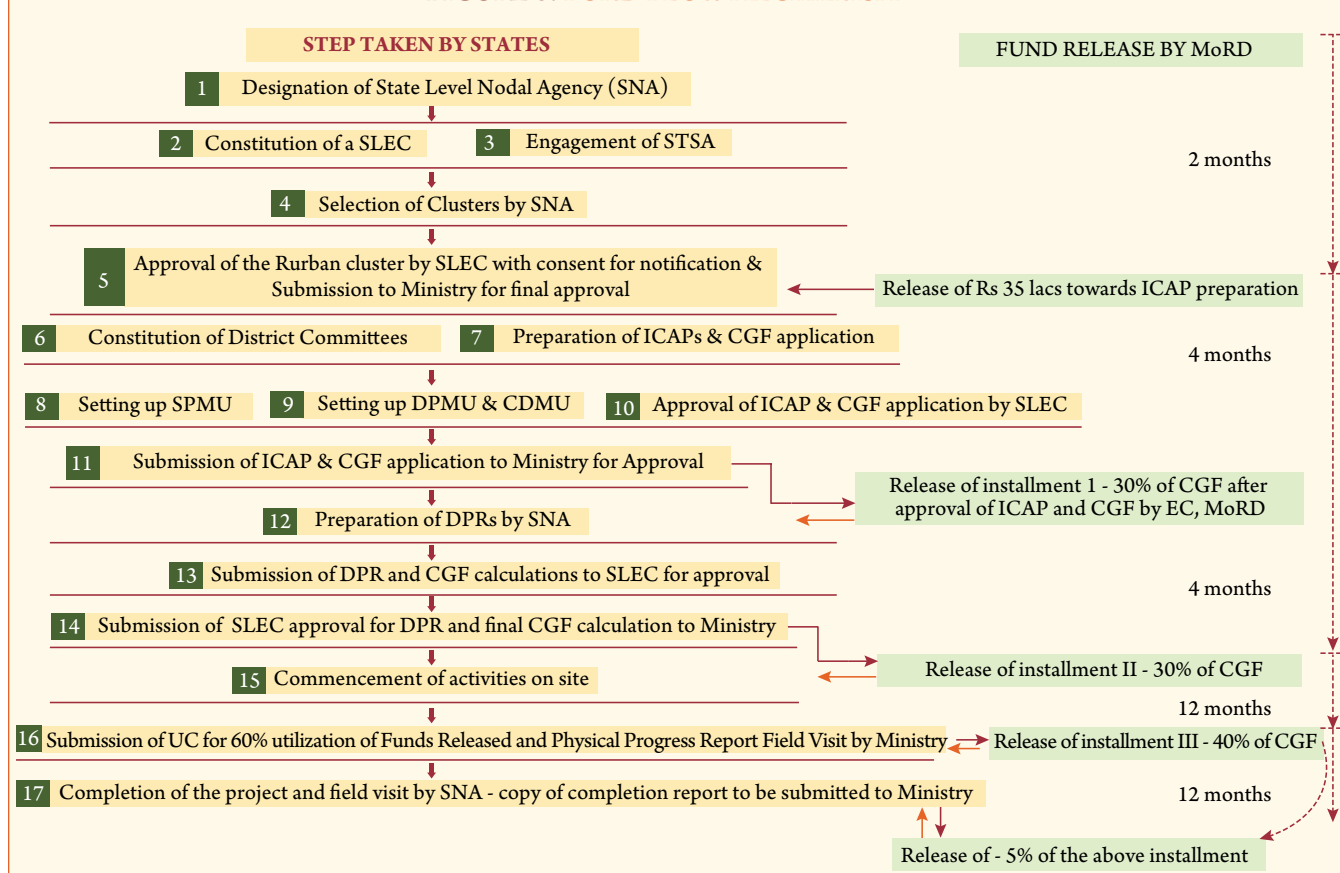 STEP TAKEN BY STATES
FUND RELEASE BY MoRD
1 Designation of State Level Nodal Agency (SNA)
2 Constitution of a SLEC
3 Engagement of STSA
2 months
4 Selection of Clusters by SNA
5 Approval of the Rurban cluster by SLEC with consent for notification &
Submission to Ministry for final approval
Release of Rs 35 lacs towards ICAP preparation
6 Constitution of District Committees
7 Preparation of ICAPs & CGF application
4 months
8 Setting up SPMU
9 Setting up DPMU & CDMU
10 Approval of ICAP & CGF application by SLEC
11 Submission of ICAP & CGF application to Ministry for Approval
Release of installment 1 - 30% of CGF after
approval of ICAP and CGF by EC, MoRD
12 Preparation of DPRs by SNA
13 Submission of DPR and CGF calculations to SLEC for approval
4 months
14 Submission of SLEC approval for DPR and final CGF calculation to Ministry
Release of installment II - 30% of CGF
15 Commencement of activities on site
12 months
16 Submission of UC for 60% utilization of Funds Released and Physical Progress Report Field Visit by Ministry
Release of installment III - 40% of CGF
17 Completion of the project and field visit by SNA - copy of completion report to be submitted to Ministry
12 months
Release of - 5% of the above installment